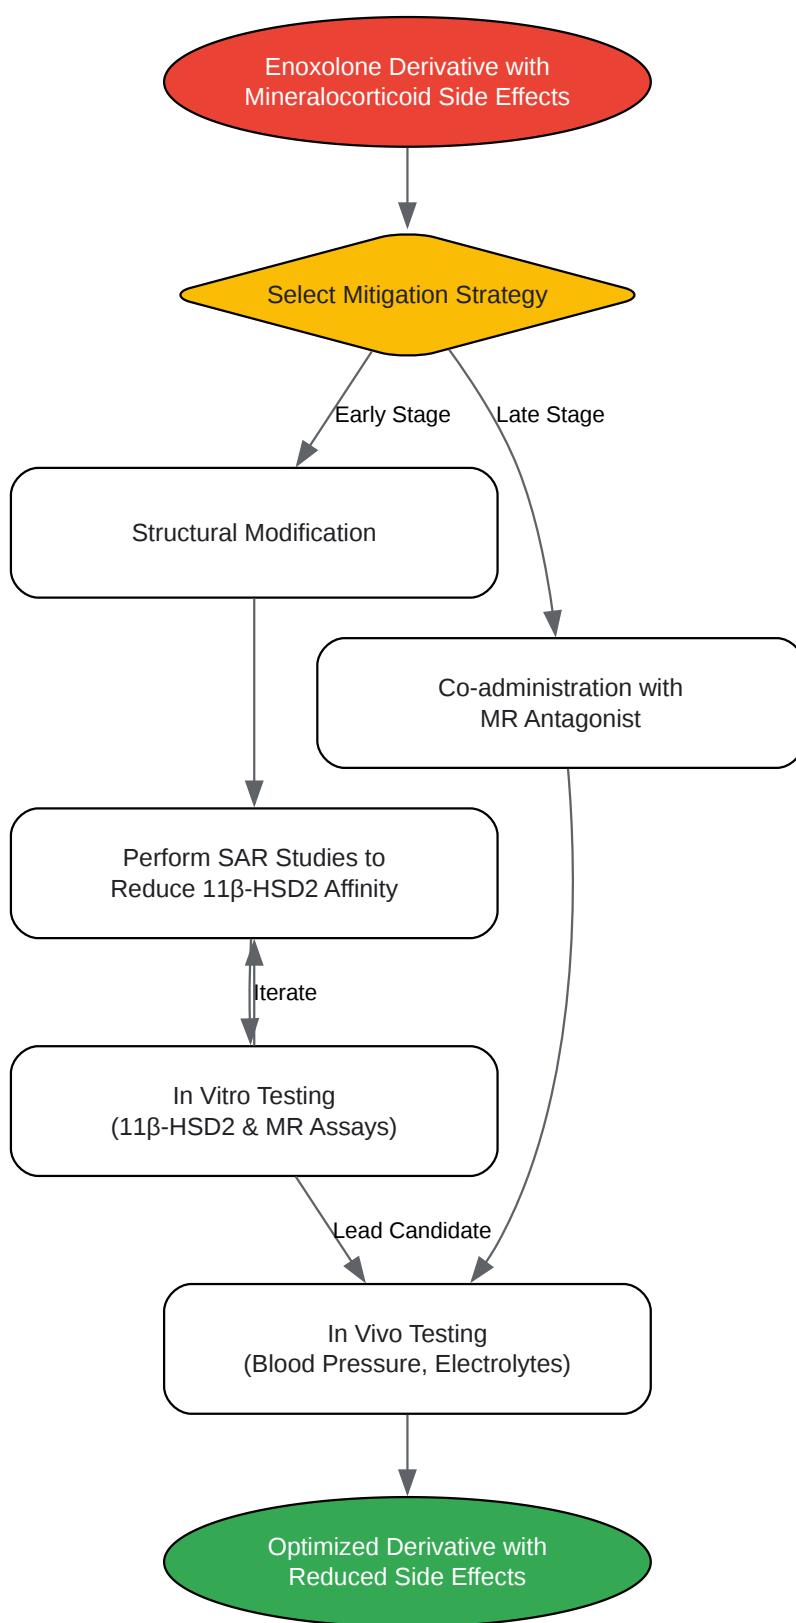 Enoxolone Derivative with
Mineralocorticoid Side Effects
Select Mitigation Strategy
Early Stage
Late Stage
Structural Modification
Co-administration with
MR Antagonist
Perform SAR Studies to
Reduce 11β-HSD2 Affinity
Iterate
In Vitro Testing
(11β-HSD2 & MR Assays)
Lead Candidate
In Vivo Testing
(Blood Pressure, Electrolytes)
Optimized Derivative with
Reduced Side Effects